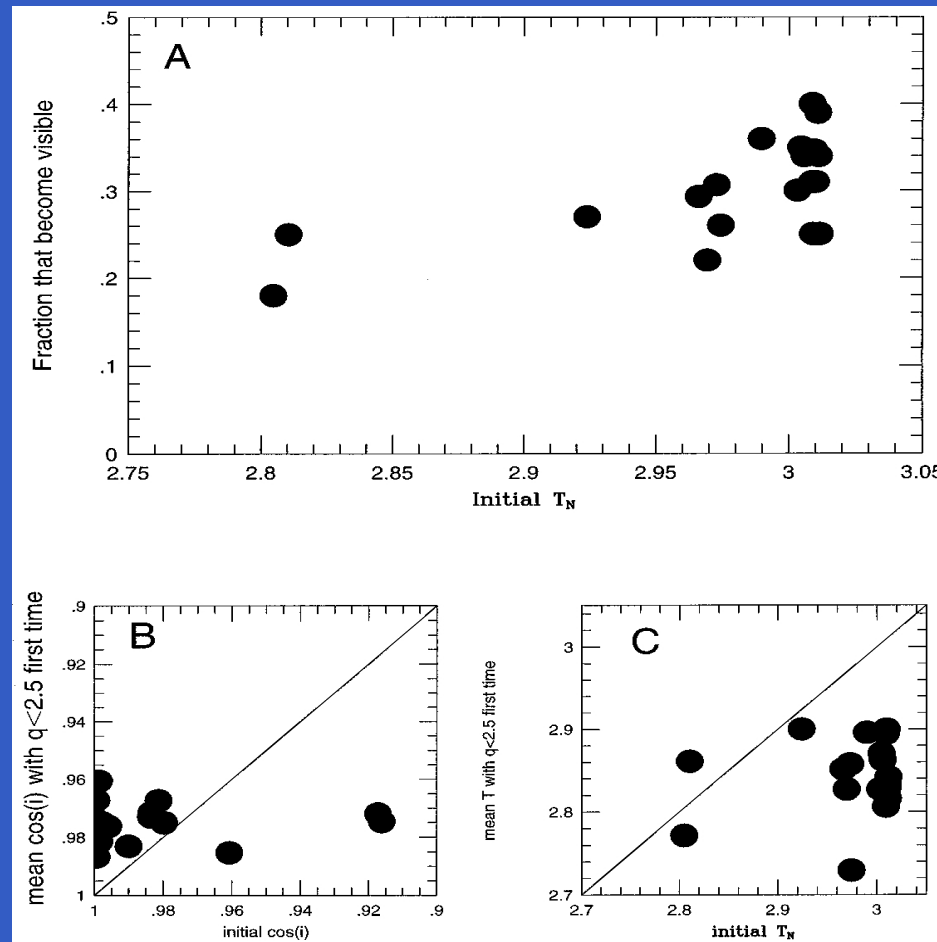 A
Fraction that become visible
.5
.4
.3
.2
.1
0
2.75 2.8 2.85 2.9 2.95 3 3.05
Initial T_N
B
mean cos(i) with q<2.5 first time
.9
.92
.94
.96
.98
1
1 .98 .96 .94 .92 .9
initial cos(i)
C
mean T with q<2.5 first time
3
2.9
2.8
2.7
2.7 2.8 2.9 3
initial T_N